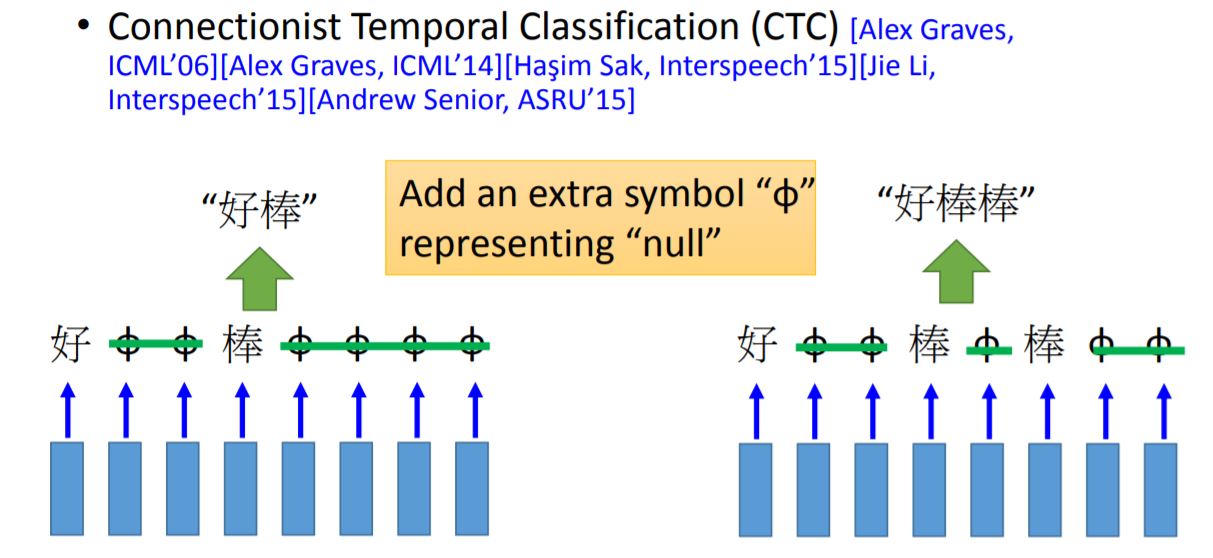 • Connectionist Temporal Classification (CTC) [Alex Graves,
ICML’06][Alex Graves, ICML’14][Haşim Sak, Interspeech’15][Jie Li,
Interspeech’15][Andrew Senior, ASRU’15]
“好棒”
Add an extra symbol “ϕ”
representing “null”
“好棒棒”
好 ϕ ϕ 棒 ϕ ϕ ϕ ϕ
好 ϕ ϕ 棒 ϕ 棒 ϕ ϕ